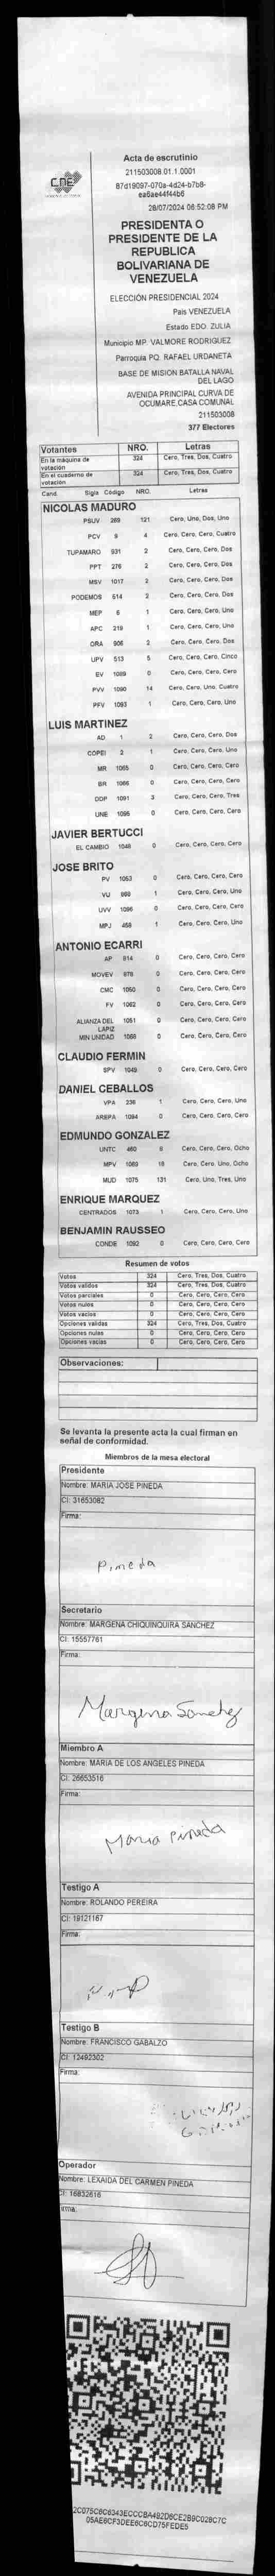 CNE
Acta de escrutinio
211503008.01.1.0001
87d19097-070a-4d24-b7b8-
ea6ae44f44b6
28/07/2024 06:52:08 PM
PRESIDENTA O
PRESIDENTE DE LA
REPUBLICA
BOLIVARIANA DE
VENEZUELA
ELECCIÓN PRESIDENCIAL 2024
País VENEZUELA
Estado EDO. ZULIA
Municipio MP. VALMORE RODRIGUEZ
Parroquia PQ. RAFAEL URDANETA
BASE DE MISION BATALLA NAVAL
DEL LAGO
AVENIDA PRINCIPAL CURVA DE
OCUMARE.CASA COMUNAL
211503008
377 Electores
Votantes NRO. Letras
En la máquina de votación 324 Cero, Tres, Dos, Cuatro
En el cuaderno de votación 324 Cero, Tres, Dos, Cuatro
Cand. Sigla Código NRO. Letras
NICOLAS MADURO
PSUV 269 121 Cero, Uno, Dos, Uno
PCV 9 4 Cero, Cero, Cero, Cuatro
TUPAMARO 931 2 Cero, Cero, Cero, Dos
PPT 276 2 Cero, Cero, Cero, Dos
MSV 1017 2 Cero, Cero, Cero, Dos
PODEMOS 514 2 Cero, Cero, Cero, Dos
MEP 6 1 Cero, Cero, Cero, Uno
APC 219 1 Cero, Cero, Cero, Uno
ORA 906 2 Cero, Cero, Cero, Dos
UPV 513 5 Cero, Cero, Cero, Cinco
EV 1089 0 Cero, Cero, Cero, Cero
PVV 1090 14 Cero, Cero, Uno, Cuatro
PFV 1093 1 Cero, Cero, Cero, Uno
LUIS MARTINEZ
AD 1 2 Cero, Cero, Cero, Dos
COPEI 2 1 Cero, Cero, Cero, Uno
MR 1065 0 Cero, Cero, Cero, Cero
BR 1066 0 Cero, Cero, Cero, Cero
DDP 1091 3 Cero, Cero, Cero, Tres
UNE 1095 0 Cero, Cero, Cero, Cero
JAVIER BERTUCCI
EL CAMBIO 1048 0 Cero, Cero, Cero, Cero
JOSE BRITO
PV 1053 0 Cero, Cero, Cero, Cero
VU 989 1 Cero, Cero, Cero, Uno
UVV 1096 0 Cero, Cero, Cero, Cero
MPJ 458 1 Cero, Cero, Cero, Uno
ANTONIO ECARRI
AP 814 0 Cero, Cero, Cero, Cero
MOVEV 978 0 Cero, Cero, Cero, Cero
CMC 1050 0 Cero, Cero, Cero, Cero
FV 1062 0 Cero, Cero, Cero, Cero
ALIANZA DEL LAPIZ 1051 0 Cero, Cero, Cero, Cero
MIN UNIDAD 1068 0 Cero, Cero, Cero, Cero
CLAUDIO FERMIN
SPV 1049 0 Cero, Cero, Cero, Cero
DANIEL CEBALLOS
VPA 236 1 Cero, Cero, Cero, Uno
AREPA 1094 0 Cero, Cero, Cero, Cero
EDMUNDO GONZALEZ
UNTC 460 8 Cero, Cero, Cero, Ocho
MPV 1069 18 Cero, Cero, Uno, Ocho
MUD 1075 131 Cero, Uno, Tres, Uno
ENRIQUE MARQUEZ
CENTRADOS 1073 1 Cero, Cero, Cero, Uno
BENJAMIN RAUSSEO
CONDE 1092 0 Cero, Cero, Cero, Cero
Resumen de votos
Votos 324 Cero, Tres, Dos, Cuatro
Votos validos 324 Cero, Tres, Dos, Cuatro
Votos parciales 0 Cero, Cero, Cero, Cero
Votos nulos 0 Cero, Cero, Cero, Cero
Votos vacíos 0 Cero, Cero, Cero, Cero
Opciones validas 324 Cero, Tres, Dos, Cuatro
Opciones nulas 0 Cero, Cero, Cero, Cero
Opciones vacías 0 Cero, Cero, Cero, Cero
Observaciones:
Se levanta la presente acta la cual firman en
señal de conformidad.
Miembros de la mesa electoral
Presidente
Nombre: MARIA JOSE PINEDA
CI: 31653082
Firma:
Pineda
Secretario
Nombre: MARGENA CHIQUINQUIRA SANCHEZ
CI: 15557761
Firma:
Margena Sanchez
Miembro A
Nombre: MARIA DE LOS ANGELES PINEDA
CI: 26653516
Firma:
Maria Pineda
Testigo A
Nombre: ROLANDO PEREIRA
CI: 19121167
Firma:
Testigo B
Nombre: FRANCISCO GABALZO
CI: 12492302
Firma:
Operador
Nombre: LEXAIDA DEL CARMEN PINEDA
CI: 16832616
Firma:
2C075C6C6343ECCCBA492D6CE2B9C028C7C
05AE6CF3DEE6C6CD75FEDE5